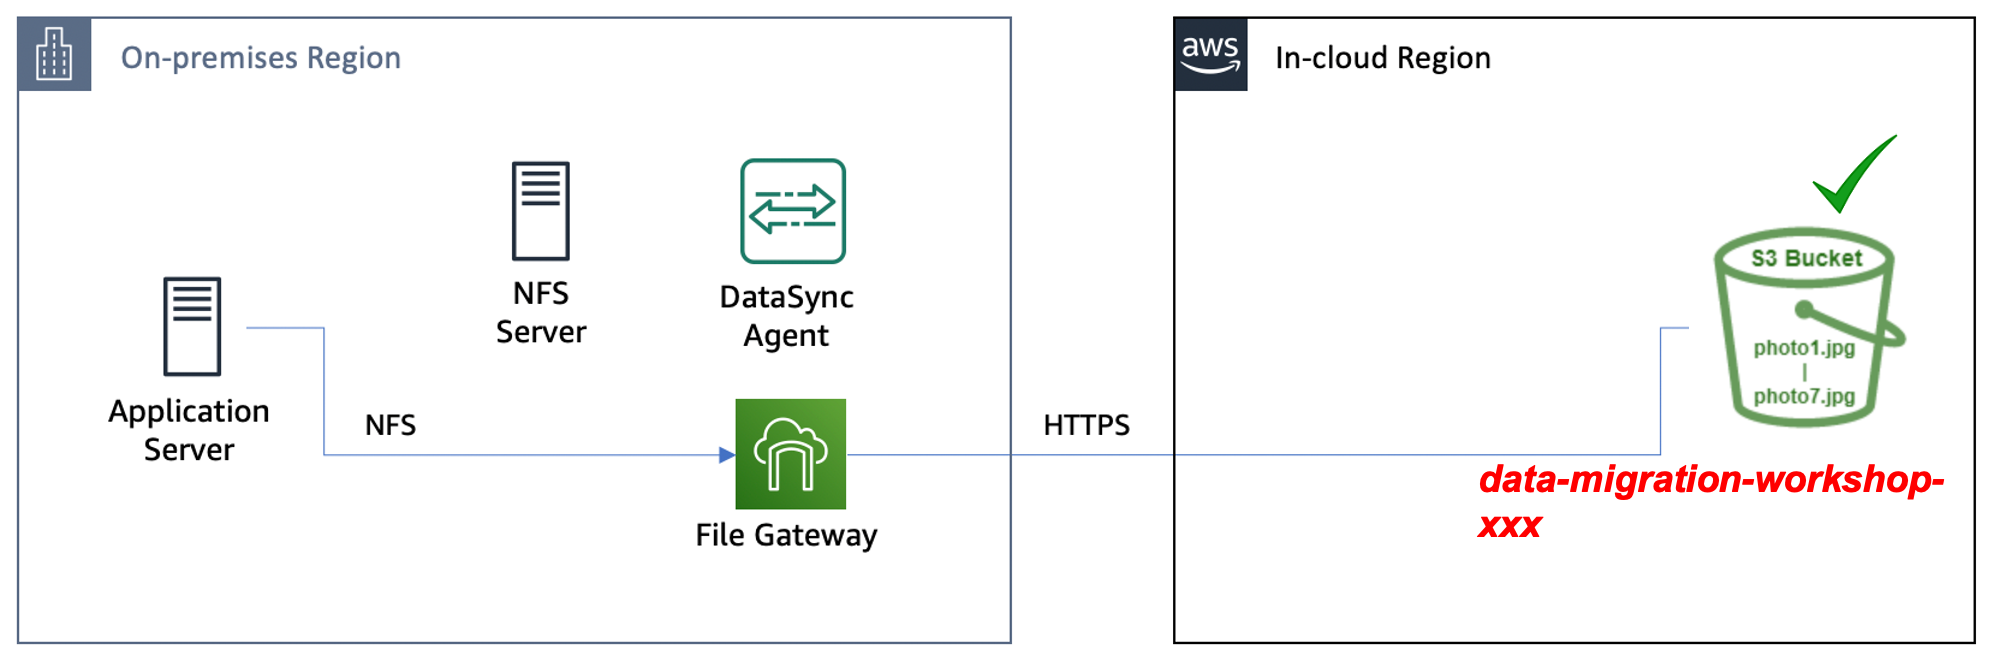 On-premises Region
aws
In-cloud Region
NFS
Server
DataSync
Agent
Application
Server
NFS
File Gateway
HTTPS
S3 Bucket
photo1.jpg
|
photo7.jpg
data-migration-workshop-
xxx